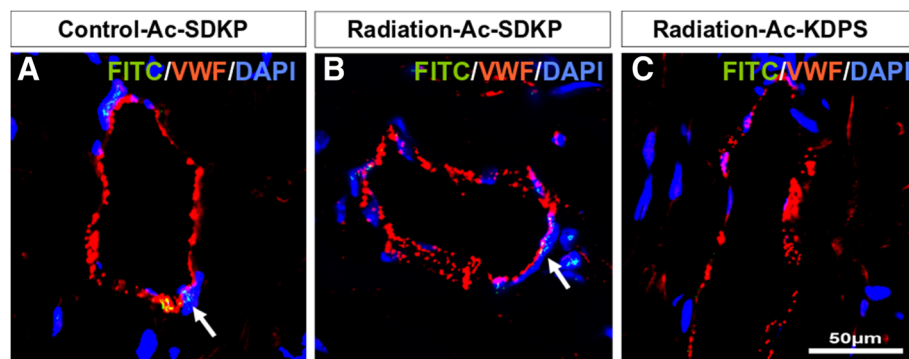 Control-Ac-SDKP
Radiation-Ac-SDKP
Radiation-Ac-KDPS
A
FITC/VWF/DAPI
B
FITC/VWF/DAPI
C
FITC/VWF/DAPI
50µm